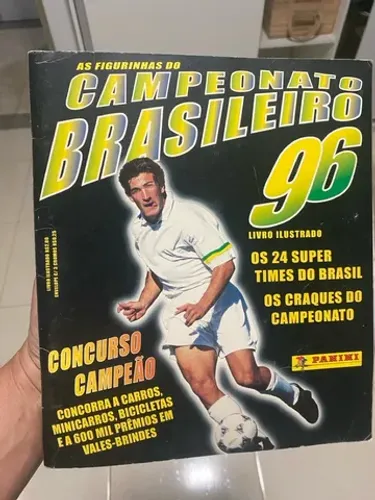 AS FIGURINHAS DO
CAMPEONATO
BRASILEIRO
96
LIVRO ILUSTRADO
OS 24 SUPER
TIMES DO BRASIL
OS CRAQUES DO
CAMPEONATO
PANINI
CONCURSO
CAMPEÃO
CONCORRA A CARROS,
MINICARROS, BICICLETAS
E A 600 MIL PRÊMIOS EM
VALES-BRINDES